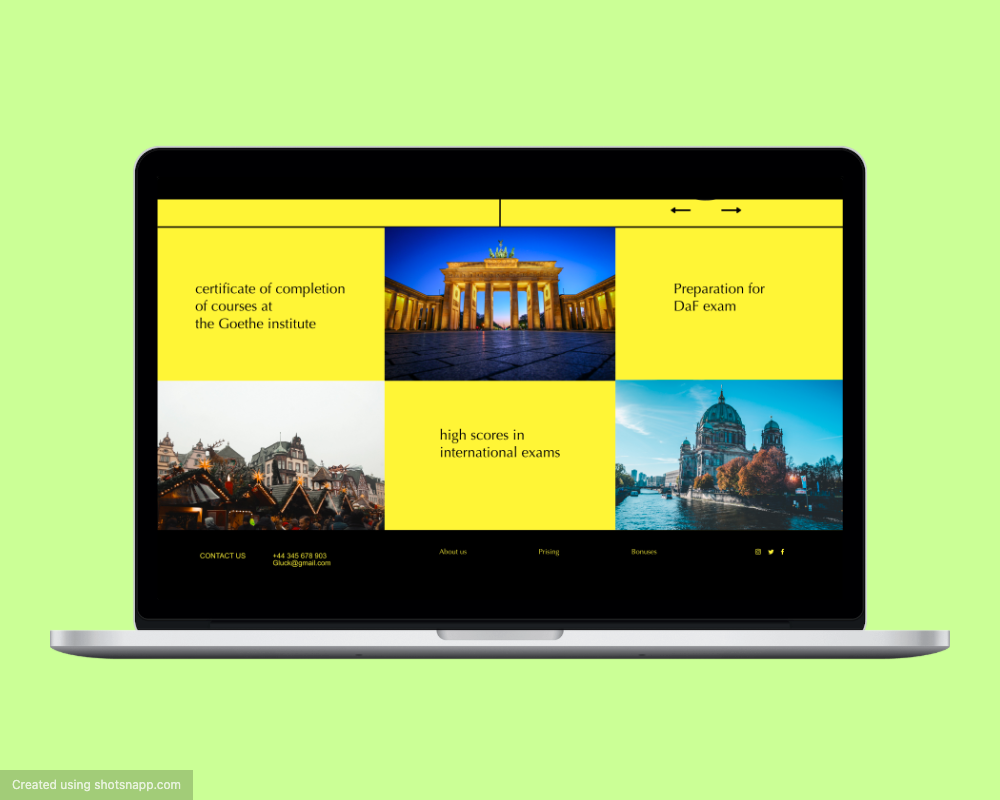 certificate of completion
of courses at
the Goethe institute
Preparation for
DaF exam
high scores in
international exams
CONTACT US
+44 345 678 903
Gluck@gmail.com
About us
Prising
Bonuses
Created using shotsnapp.com